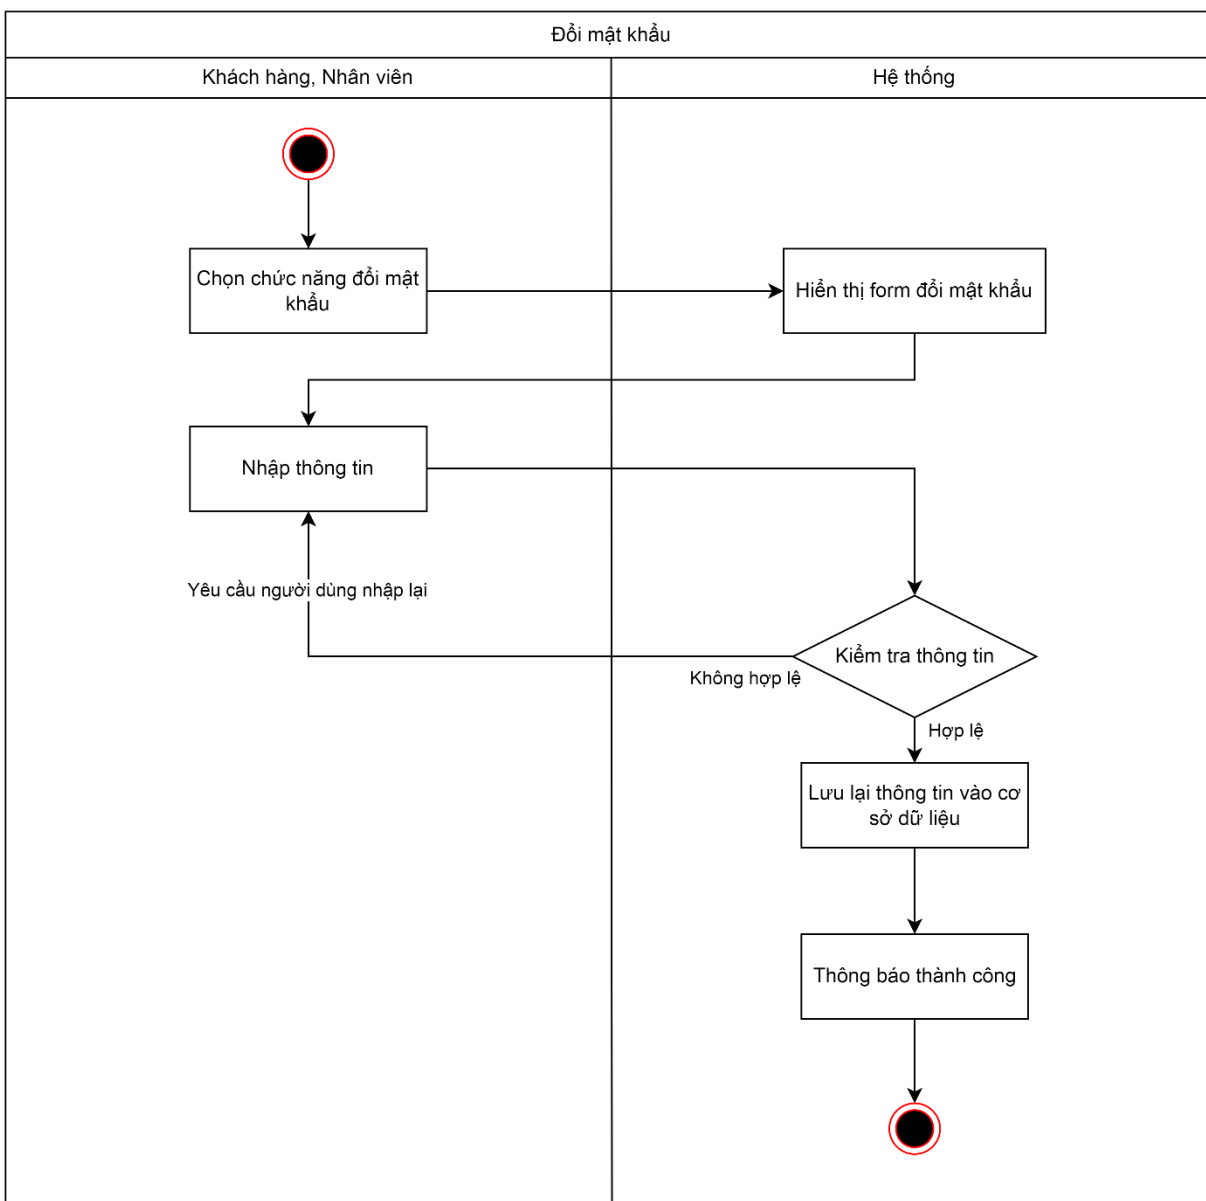 Đổi mật khẩu
Khách hàng, Nhân viên
Hệ thống
Chọn chức năng đổi mật
khẩu
Hiển thị form đổi mật khẩu
Nhập thông tin
Yêu cầu người dùng nhập lại
Kiểm tra thông tin
Không hợp lệ
Hợp lệ
Lưu lại thông tin vào cơ
sở dữ liệu
Thông báo thành công